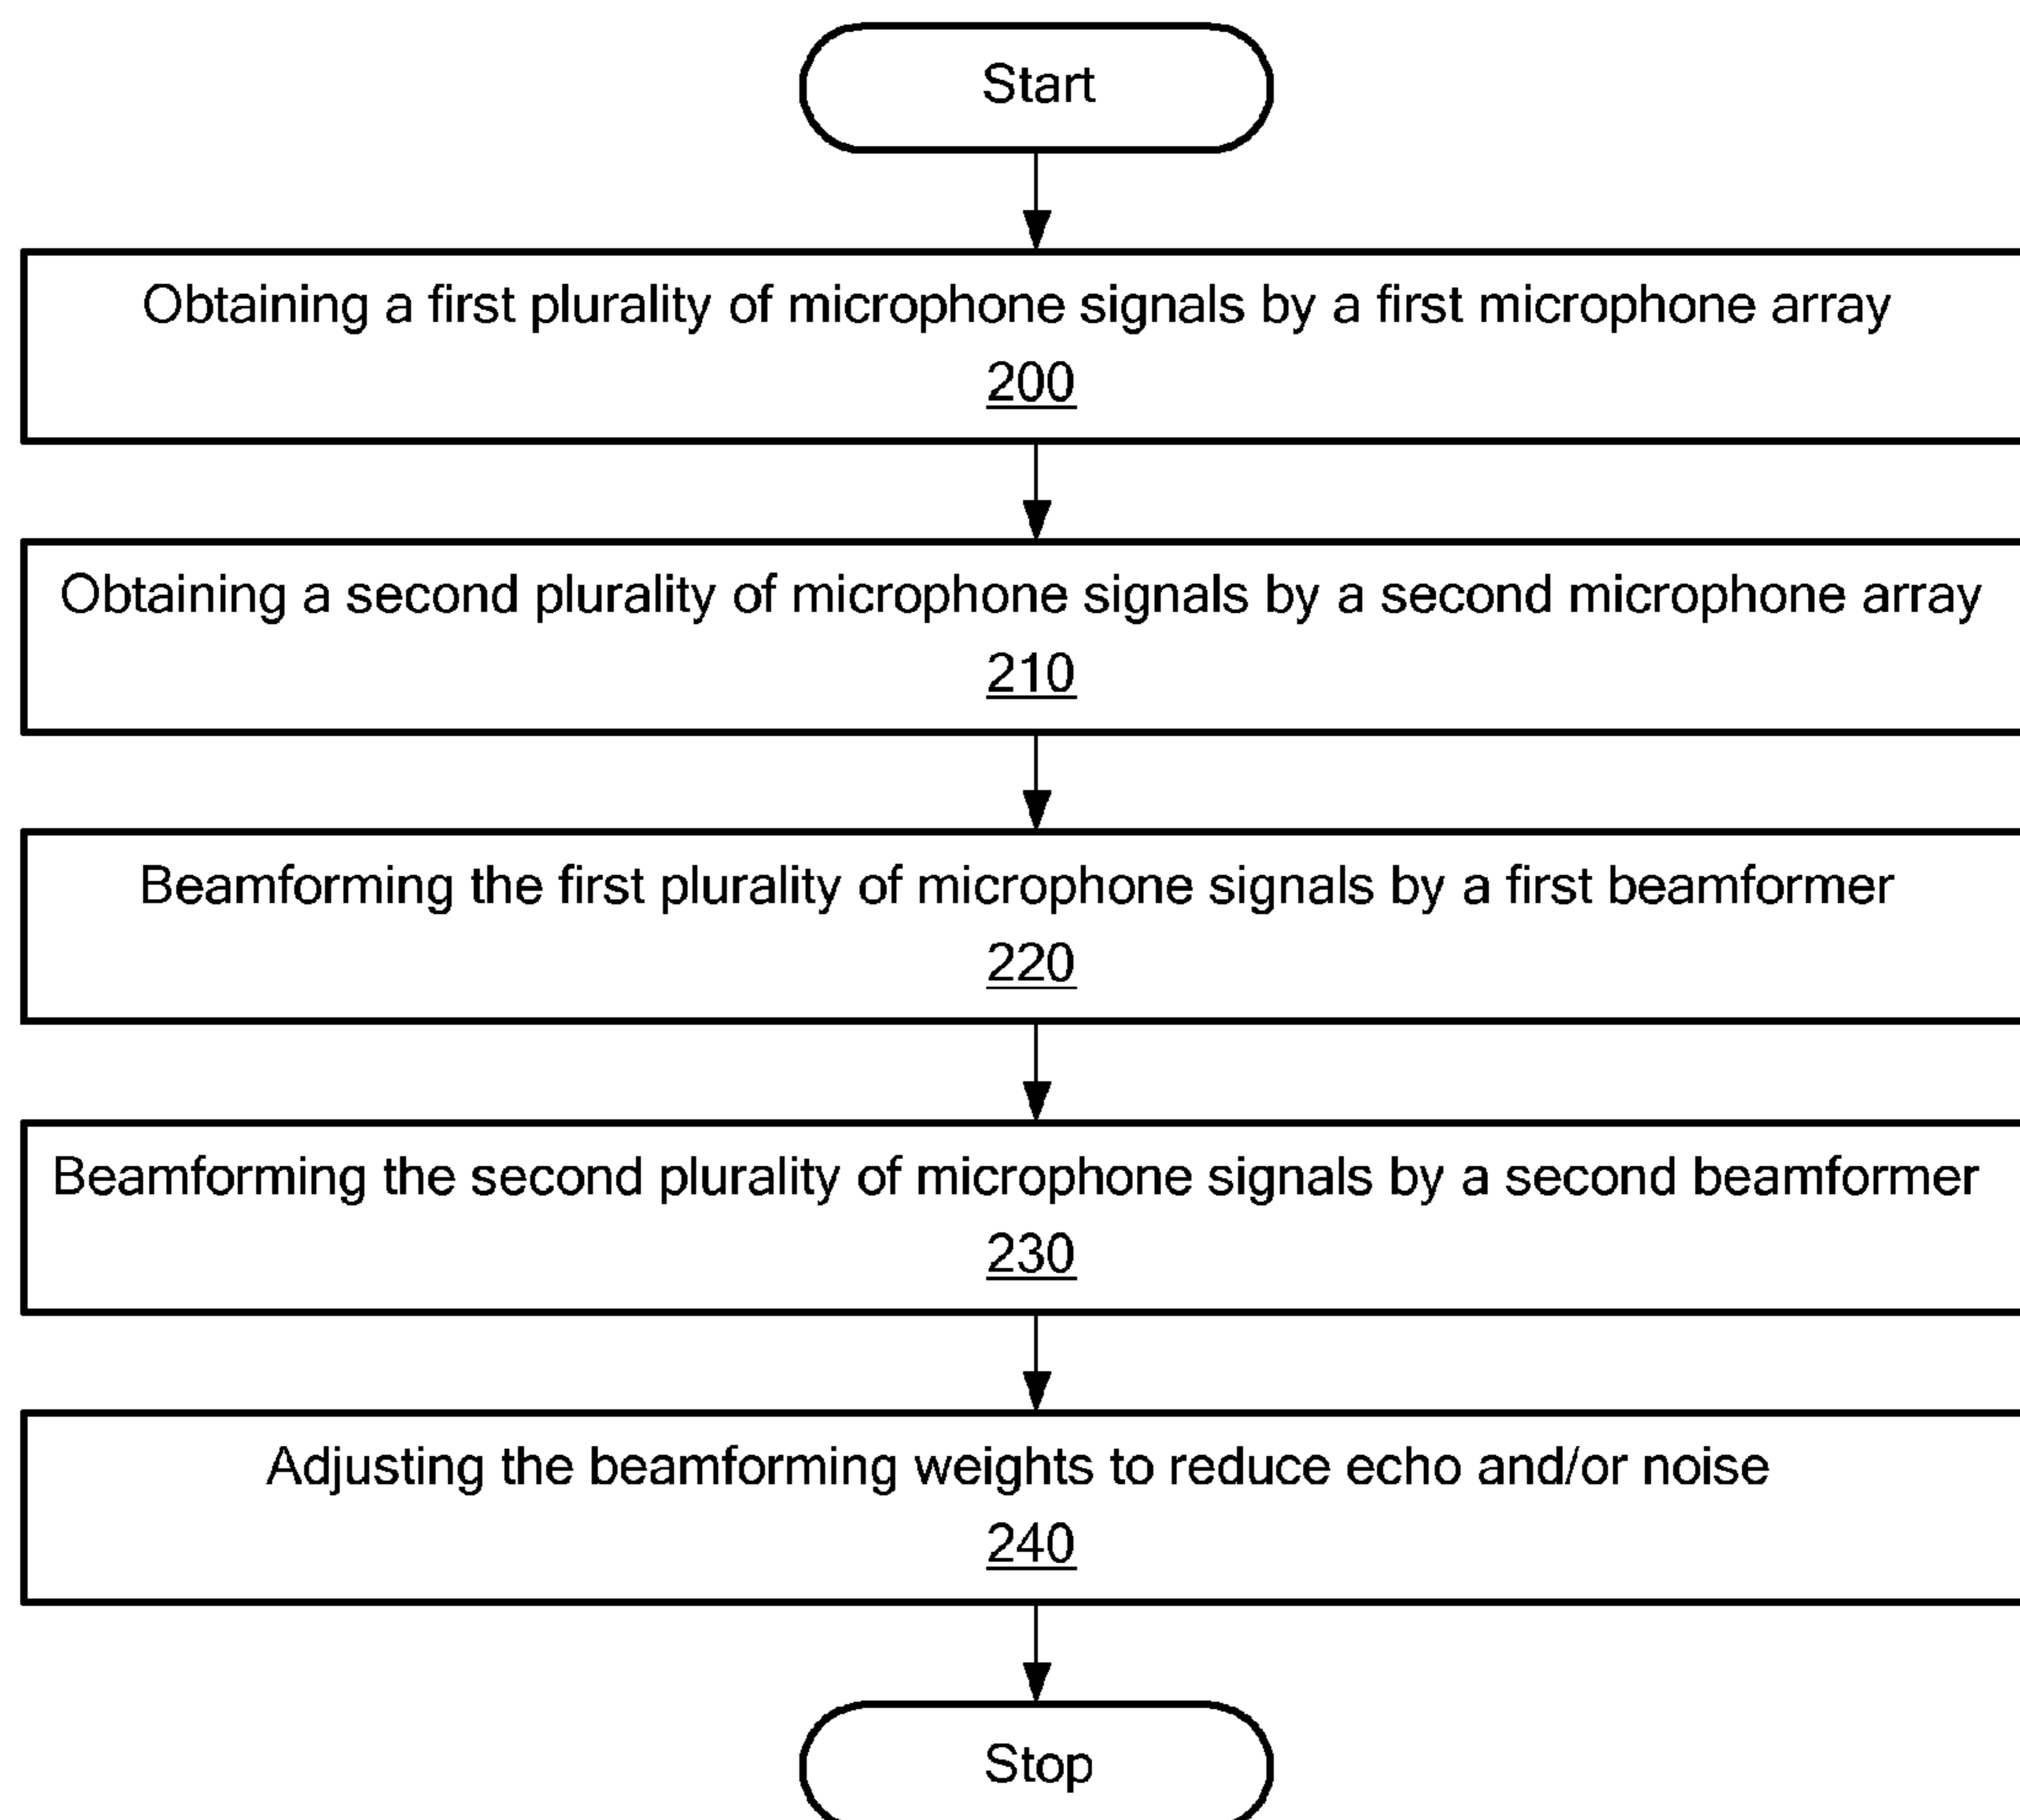 Start
Obtaining a first plurality of microphone signals by a first microphone array
200
Obtaining a second plurality of microphone signals by a second microphone array
210
Beamforming the first plurality of microphone signals by a first beamformer
220
Beamforming the second plurality of microphone signals by a second beamformer
230
Adjusting the beamforming weights to reduce echo and/or noise
240
Stop